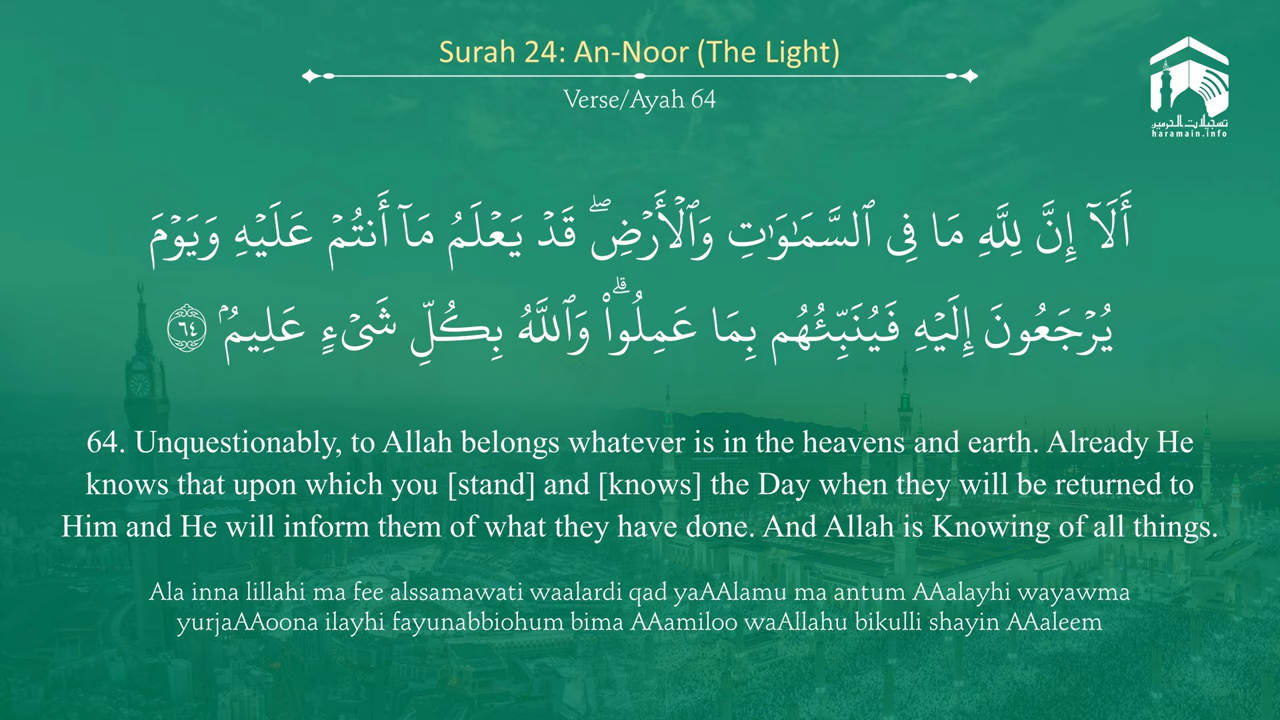 Surah 24: An-Noor (The Light)
Verse/Ayah 64
تسجيلات الحرمين
haramain.info
أَلَآ إِنَّ لِلَّهِ مَا فِى ٱلسَّمَـٰوَٰتِ وَٱلْأَرْضِ ۖ قَدْ يَعْلَمُ مَآ أَنتُمْ عَلَيْهِ وَيَوْمَ
يُرْجَعُونَ إِلَيْهِ فَيُنَبِّئُهُم بِمَا عَمِلُوا۟ ۗ وَٱللَّهُ بِكُلِّ شَىْءٍ عَلِيمٌۢ ٦٤
64. Unquestionably, to Allah belongs whatever is in the heavens and earth. Already He
knows that upon which you [stand] and [knows] the Day when they will be returned to
Him and He will inform them of what they have done. And Allah is Knowing of all things.
Ala inna lillahi ma fee alssamawati waalardi qad yaAAlamu ma antum AAalayhi wayawma
yurjaAAoona ilayhi fayunabbiohum bima AAamiloo waAllahu bikulli shayin AAaleem